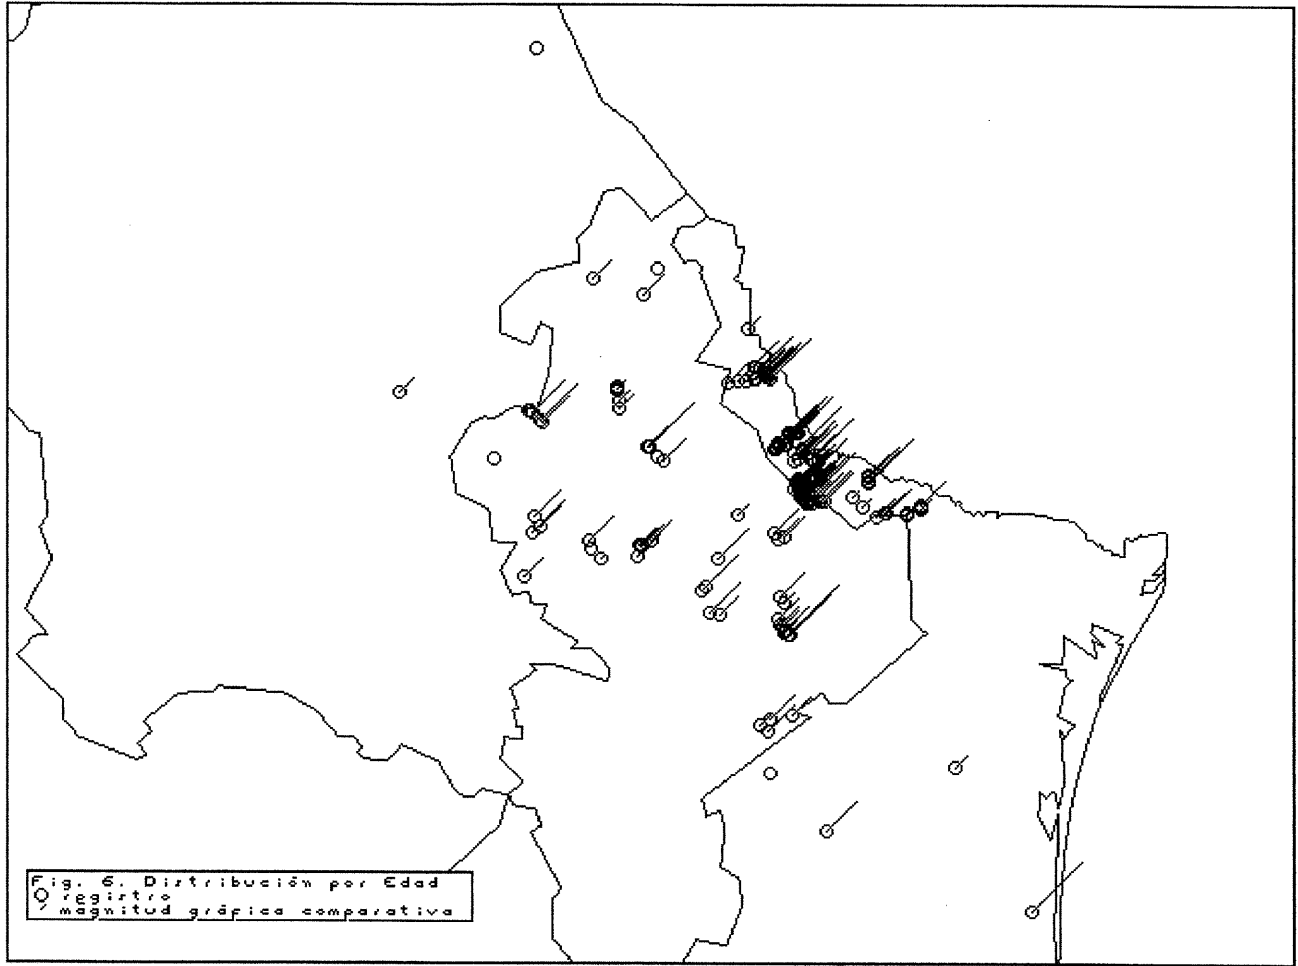 Fig. 6. Distribución por Edad
registro
magnitud gráfica comparativa